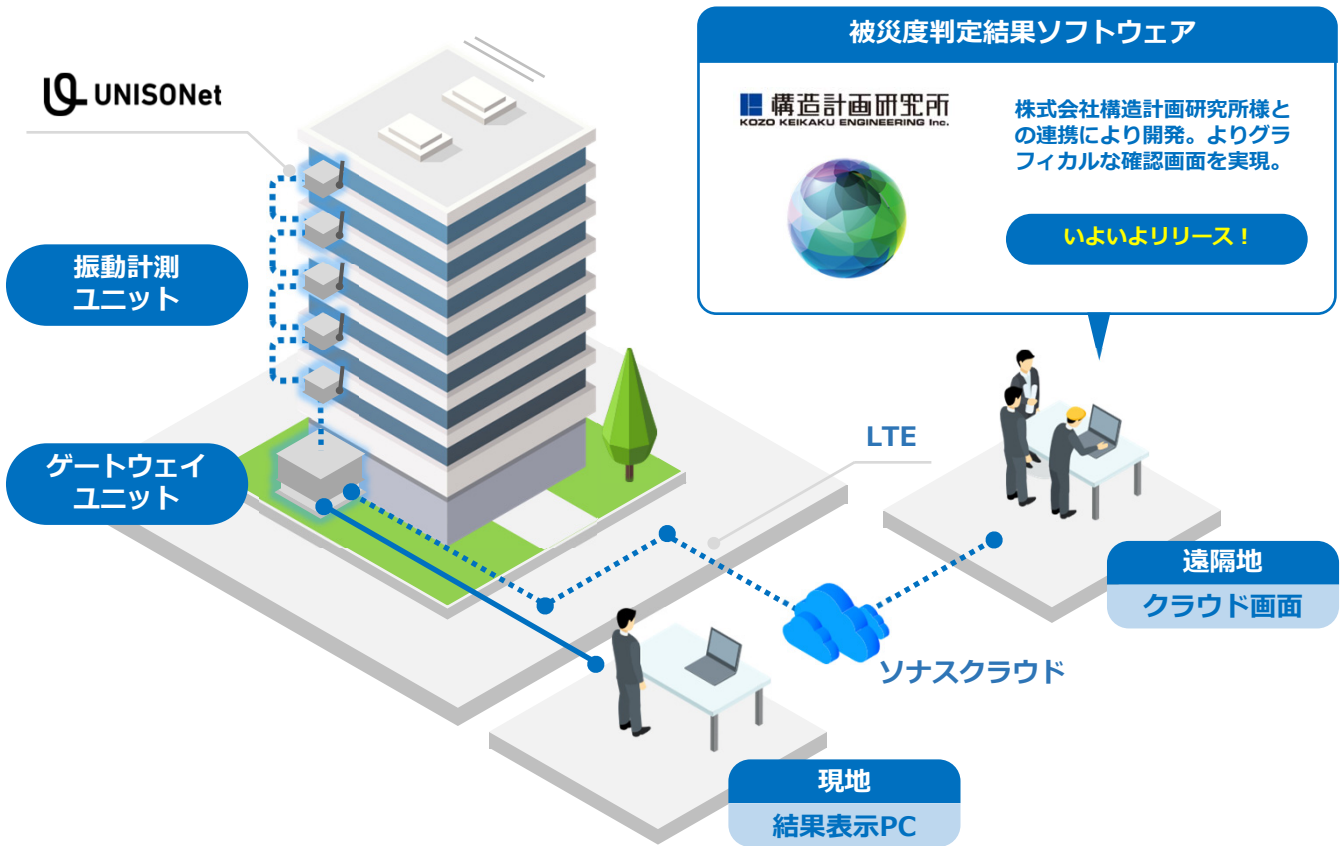 UNISONet
振動計測
ユニット
ゲートウェイ
ユニット
被災度判定結果ソフトウェア
構造計画研究所
KOZO KEIKAKU ENGINEERING Inc.
株式会社構造計画研究所様と
の連携により開発。よりグラ
フィカルな確認画面を実現。
いよいよリリース！
LTE
遠隔地
クラウド画面
ソナスクラウド
現地
結果表示PC